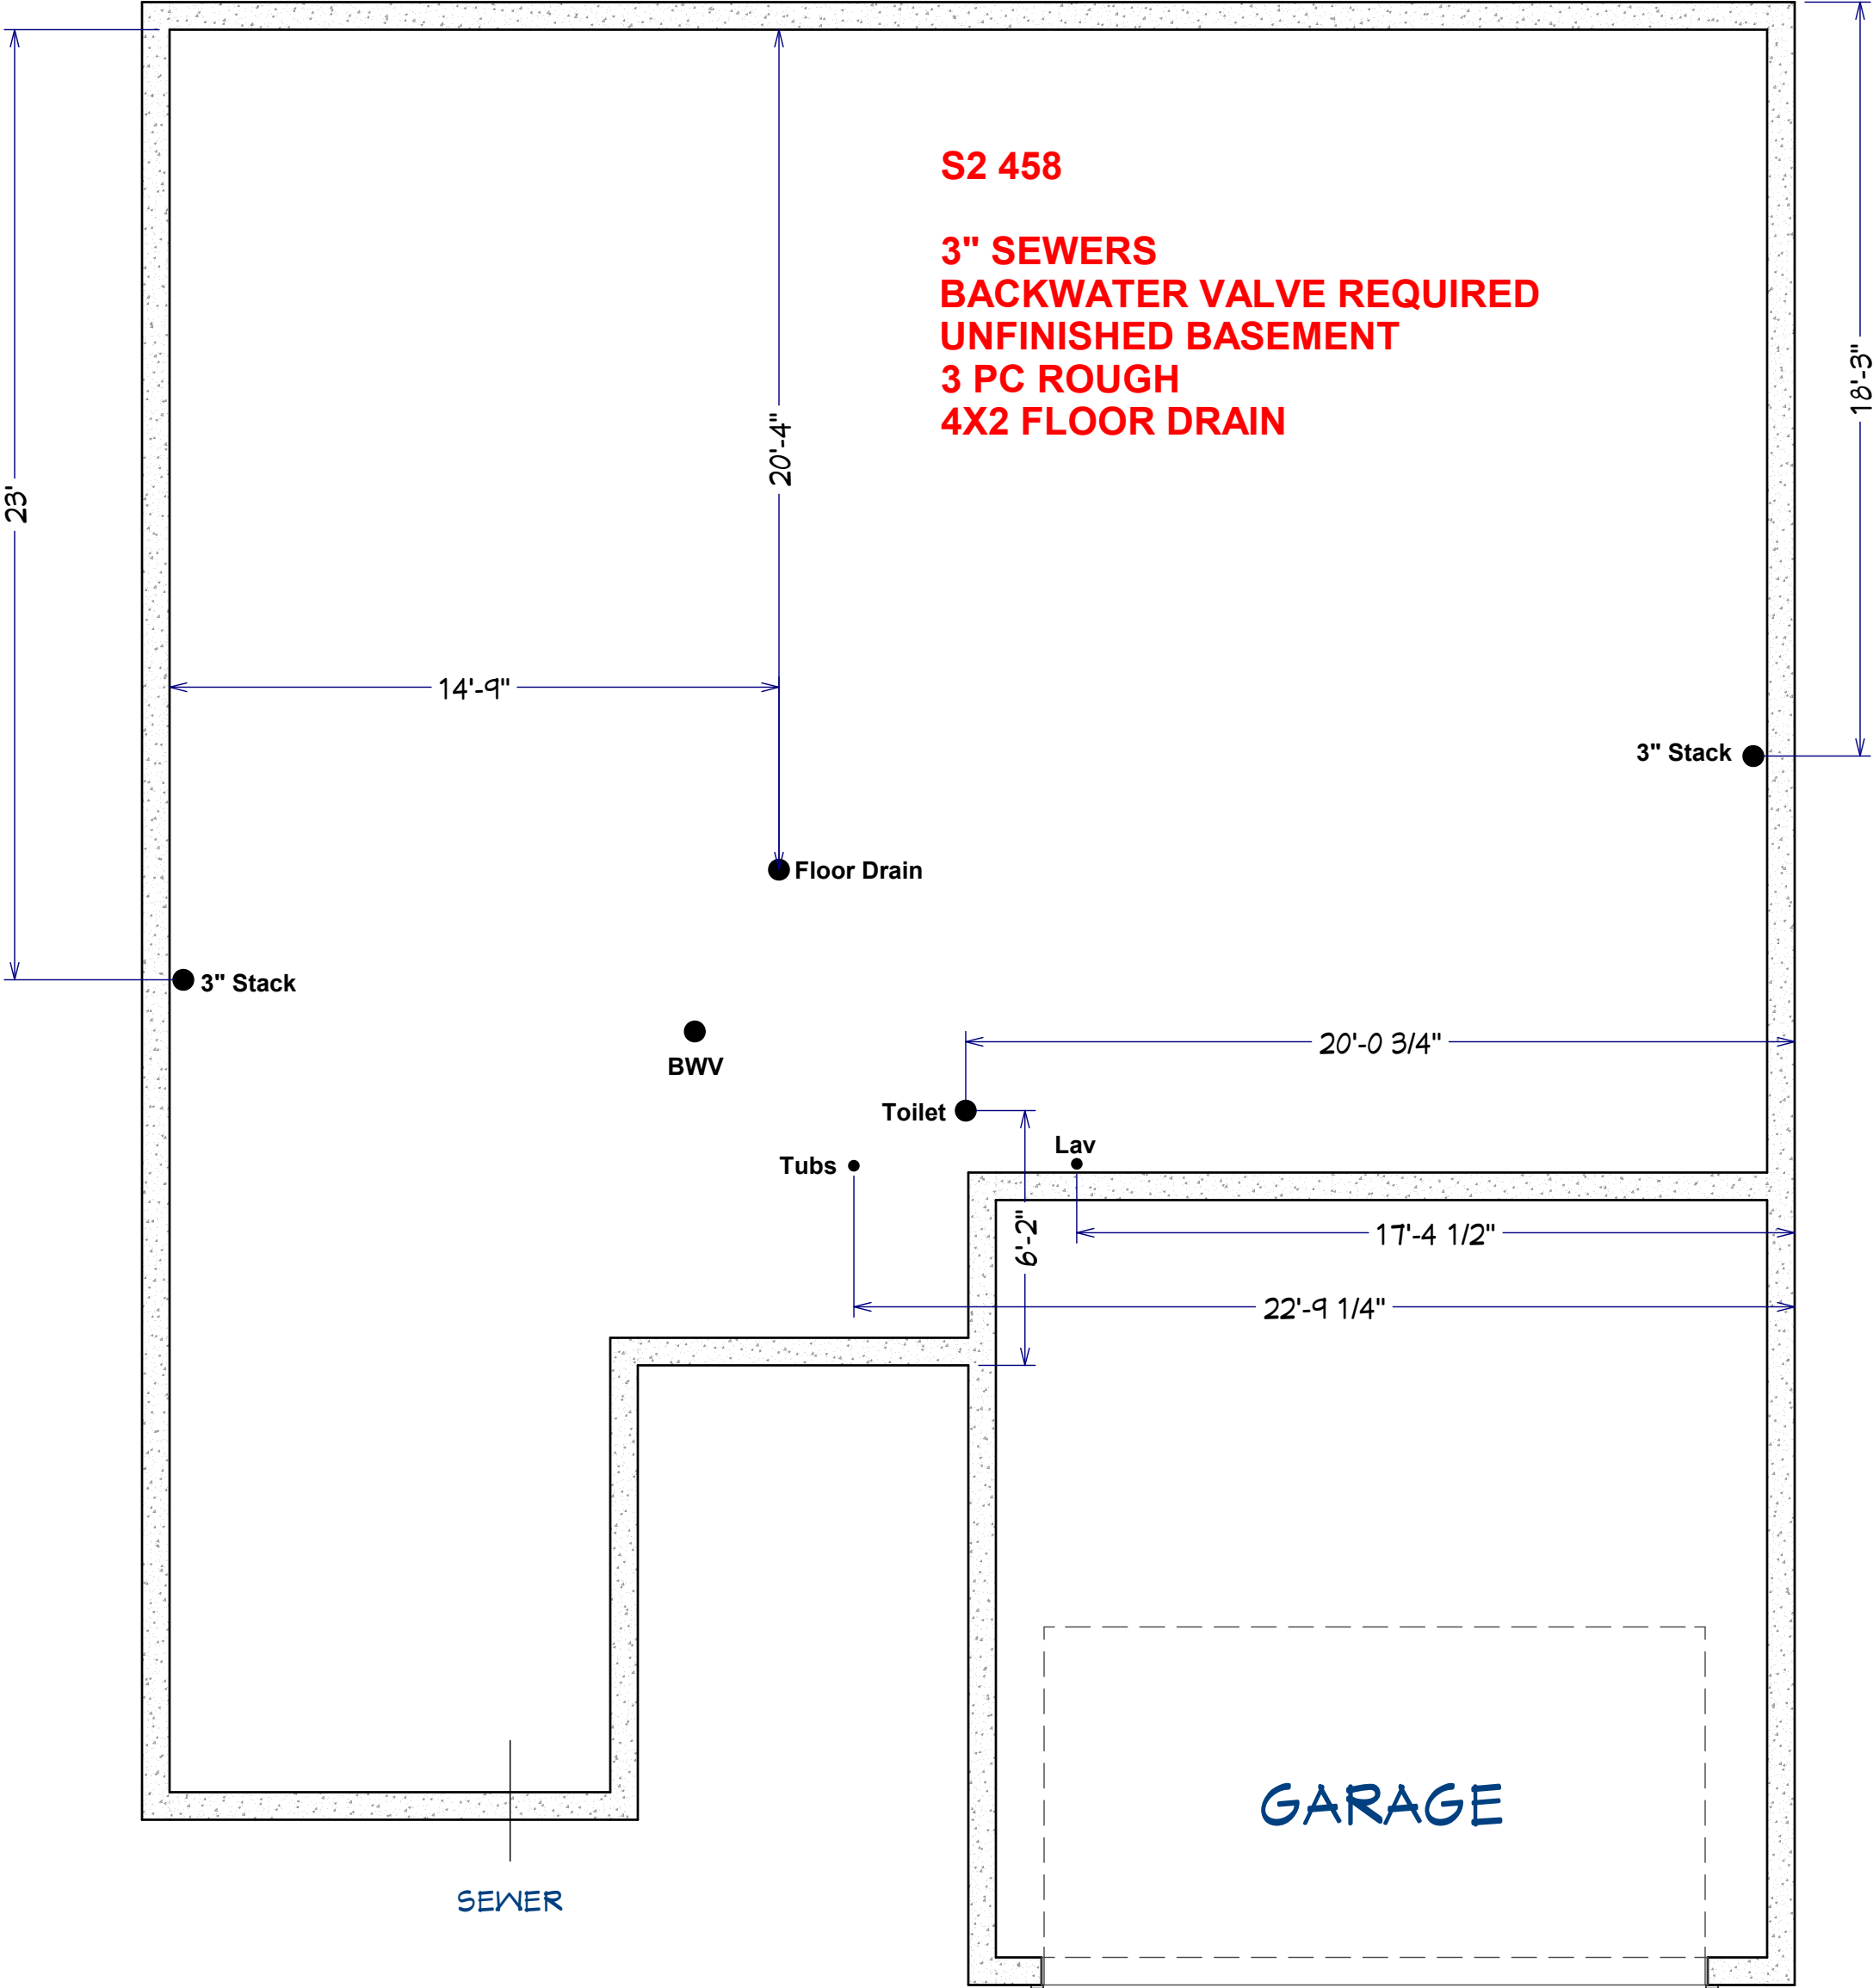 S2 458
3" SEWERS
BACKWATER VALVE REQUIRED
UNFINISHED BASEMENT
3 PC ROUGH
4X2 FLOOR DRAIN
18'-3"
20'-4"
23'
14'-9"
3" Stack
Floor Drain
3" Stack
20'-0 3/4"
BWV
Toilet
Lav
Tubs
6'-2"
17'-4 1/2"
22'-9 1/4"
GARAGE
SEWER